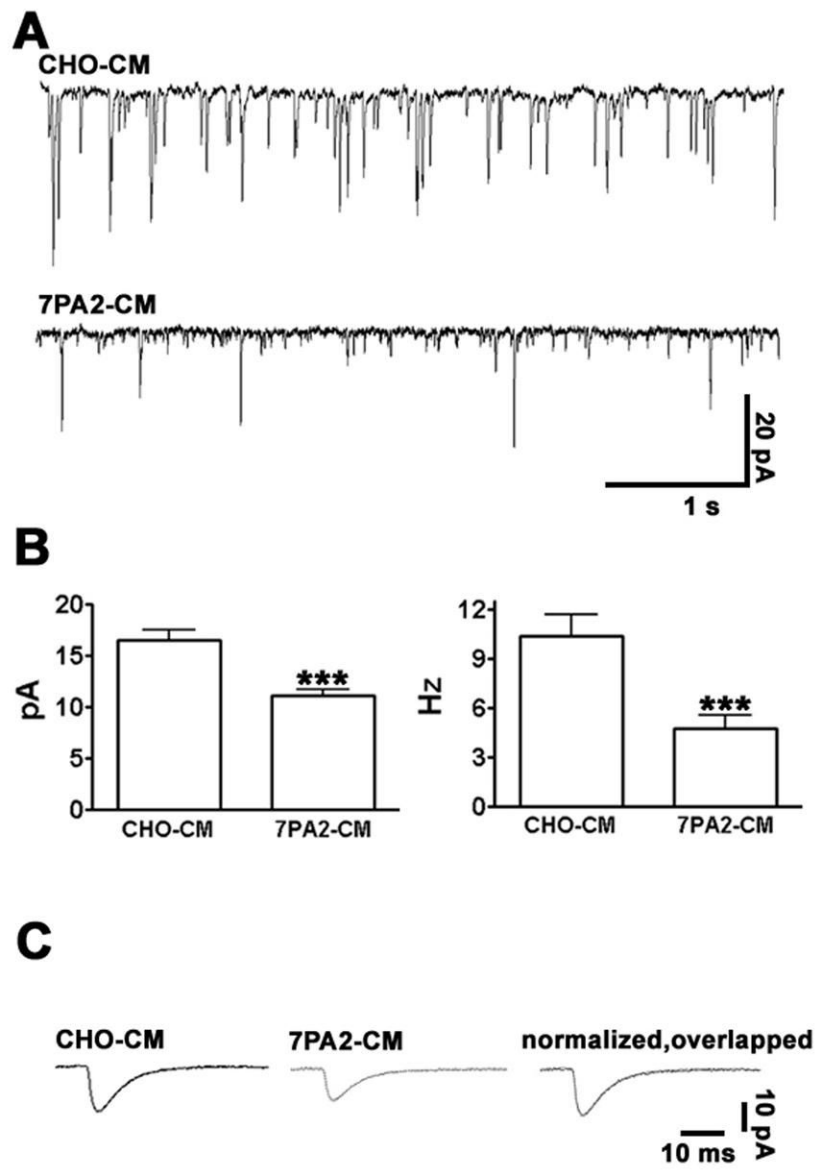 A
CHO-CM
7PA2-CM
20 pA
1 s
B
20
15
10
5
0
pA
***
CHO-CM
7PA2-CM
12
9
6
3
0
Hz
***
CHO-CM
7PA2-CM
C
CHO-CM
7PA2-CM
normalized,overlapped
10 pA
10 ms